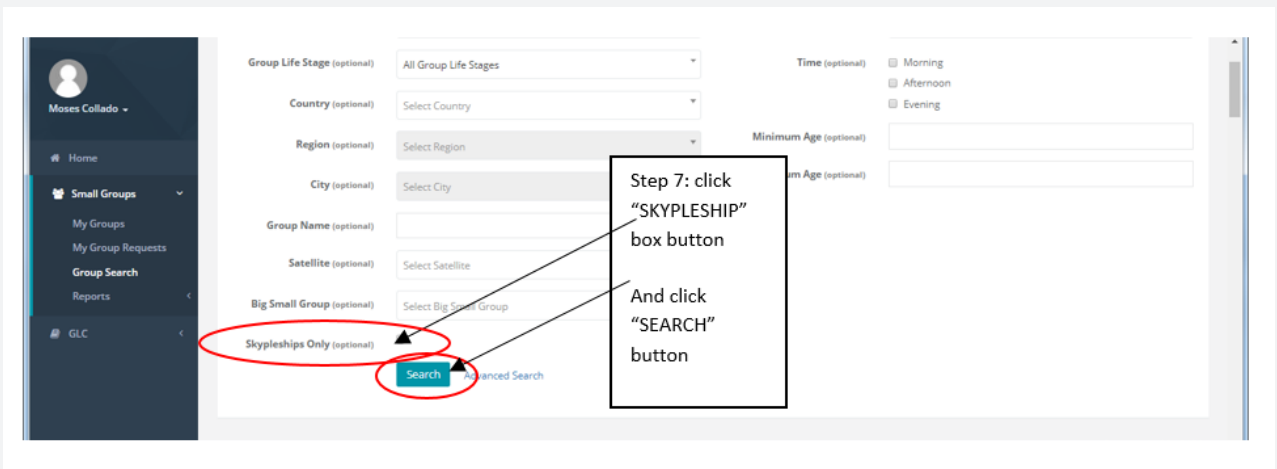 Moses Collado
Home
Small Groups
My Groups
My Group Requests
Group Search
Reports
GLC
Group Life Stage (optional)
All Group Life Stages
Country (optional)
Select Country
Region (optional)
Select Region
City (optional)
Select City
Group Name (optional)
Satellite (optional)
Select Satellite
Big Small Group (optional)
Select Big Small Group
Skypleships Only (optional)
Search Advanced Search
Time (optional)
Morning
Afternoon
Evening
Minimum Age (optional)
Age (optional)
Step 7: click
“SKYPLESHIP”
box button
And click
“SEARCH”
button